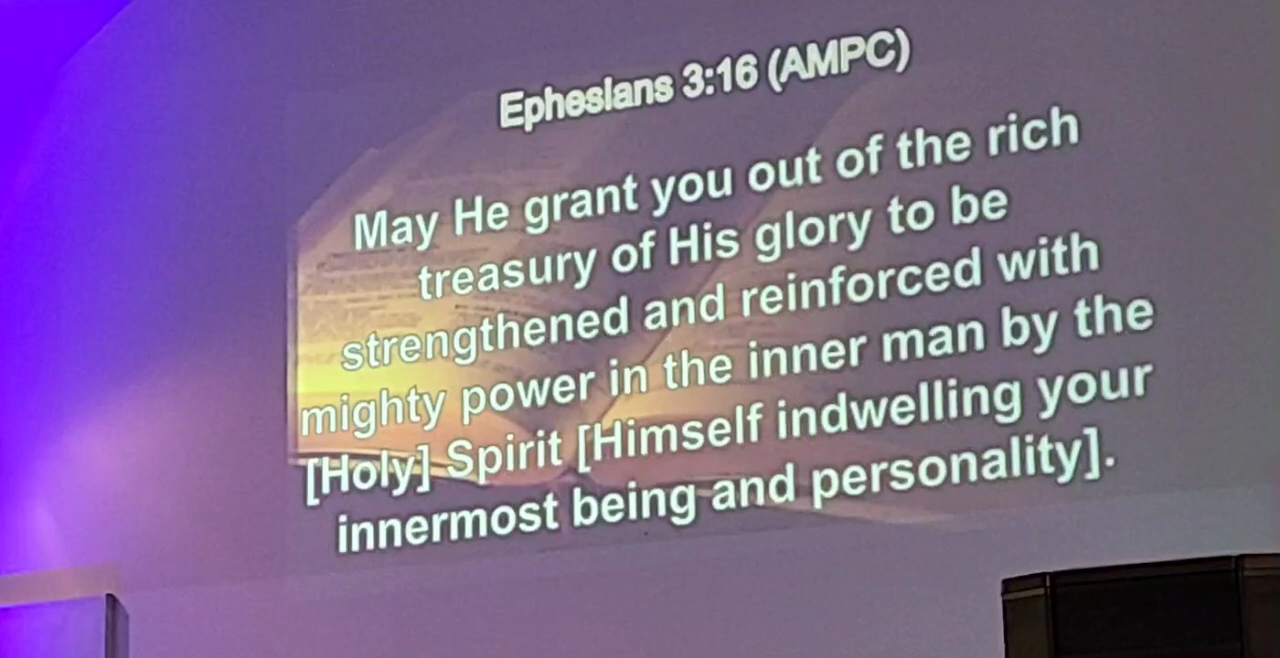 Ephesians 3:16 (AMPC)
May He grant you out of the rich
treasury of His glory to be
strengthened and reinforced with
mighty power in the inner man by the
[Holy] Spirit [Himself indwelling your
innermost being and personality].